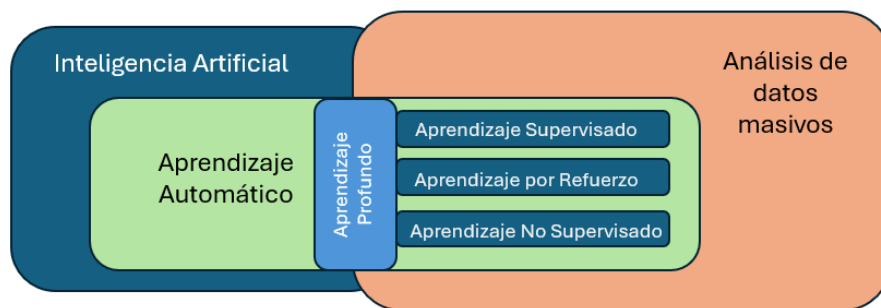 Inteligencia Artificial
Análisis de
datos
masivos
Aprendizaje
Automático
Aprendizaje
Profundo
Aprendizaje Supervisado
Aprendizaje por Refuerzo
Aprendizaje No Supervisado